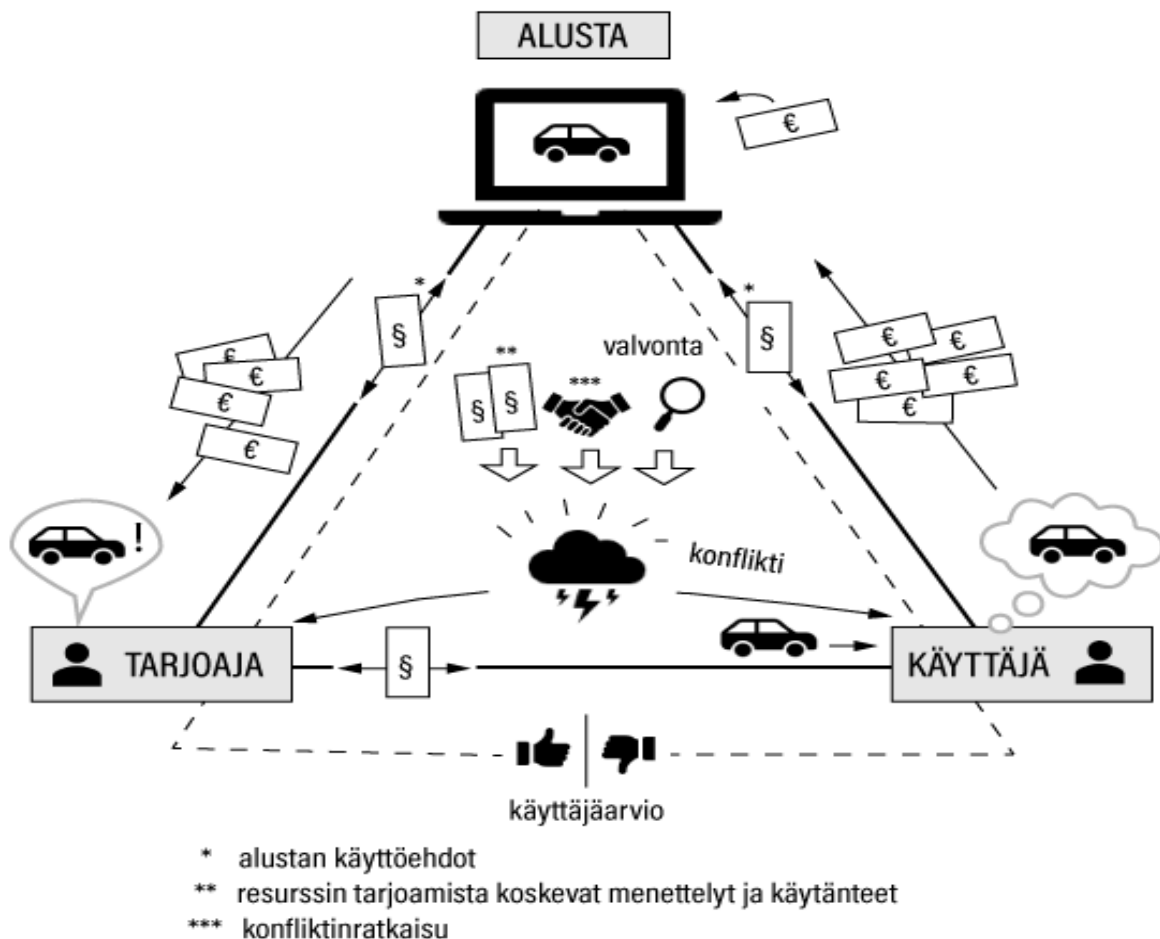 ALUSTA
€
*
§
*
§
**
§
§
***
valvonta
€
€
€
€
€
€
€
€
€
!
konflikti
TARJOAJA
§
KÄYTTÄJÄ
käyttäjäarvio
* alustan käyttöehdot
** resurssin tarjoamista koskevat menettelyt ja käytänteet
*** konfliktinratkaisu